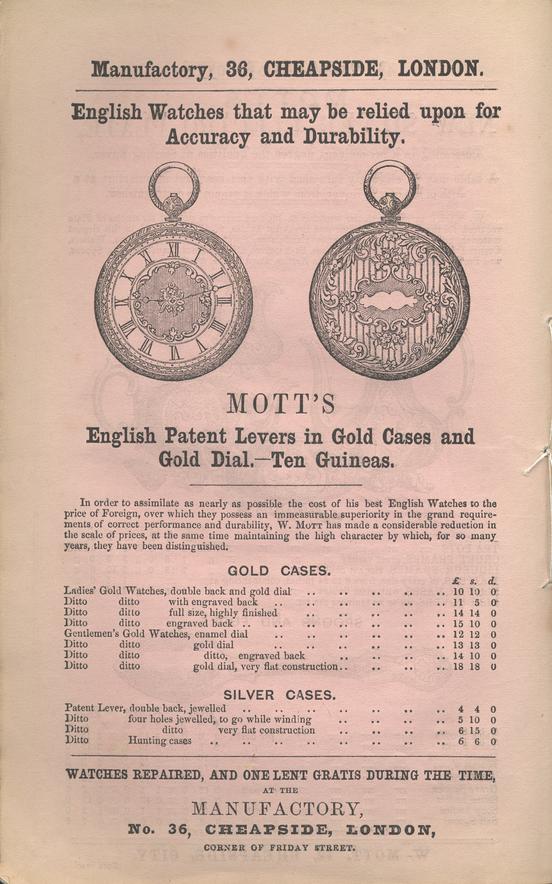 Manufactory, 36, CHEAPSIDE, LONDON.
English Watches that may be relied upon for
Accuracy and Durability.
MOTT'S
English Patent Levers in Gold Cases and
Gold Dial.—Ten Guineas.
In order to assimilate as nearly as possible the cost of his best English Watches to the
price of Foreign, over which they possess an immeasurable superiority in the grand require-
ments of correct performance and durability, W. MOTT has made a considerable reduction in
the scale of prices, at the same time maintaining the high character by which, for so many
years, they have been distinguished.
GOLD CASES.
£ s. d.
Ladies' Gold Watches, double back and gold dial .. .. .. .. .. 10 10 0
Ditto ditto with engraved back .. .. .. .. .. .. 11 5 0
Ditto ditto full size, highly finished .. .. .. .. .. 14 14 0
Ditto ditto engraved back .. .. .. .. .. .. .. 15 10 0
Gentlemen's Gold Watches, enamel dial .. .. .. .. .. .. 12 12 0
Ditto ditto gold dial .. .. .. .. .. .. 13 13 0
Ditto ditto ditto, engraved back .. .. .. .. 14 10 0
Ditto ditto gold dial, very flat construction .. .. .. .. 18 18 0
SILVER CASES.
Patent Lever, double back, jewelled .. .. .. .. .. .. .. 4 4 0
Ditto four holes jewelled, to go while winding .. .. .. .. 5 10 0
Ditto ditto very flat construction .. .. .. .. 6 15 0
Ditto Hunting cases .. .. .. .. .. .. .. .. 6 6 0
WATCHES REPAIRED, AND ONE LENT GRATIS DURING THE TIME,
AT THE
MANUFACTORY,
No. 36, CHEAPSIDE, LONDON,
CORNER OF FRIDAY STREET.